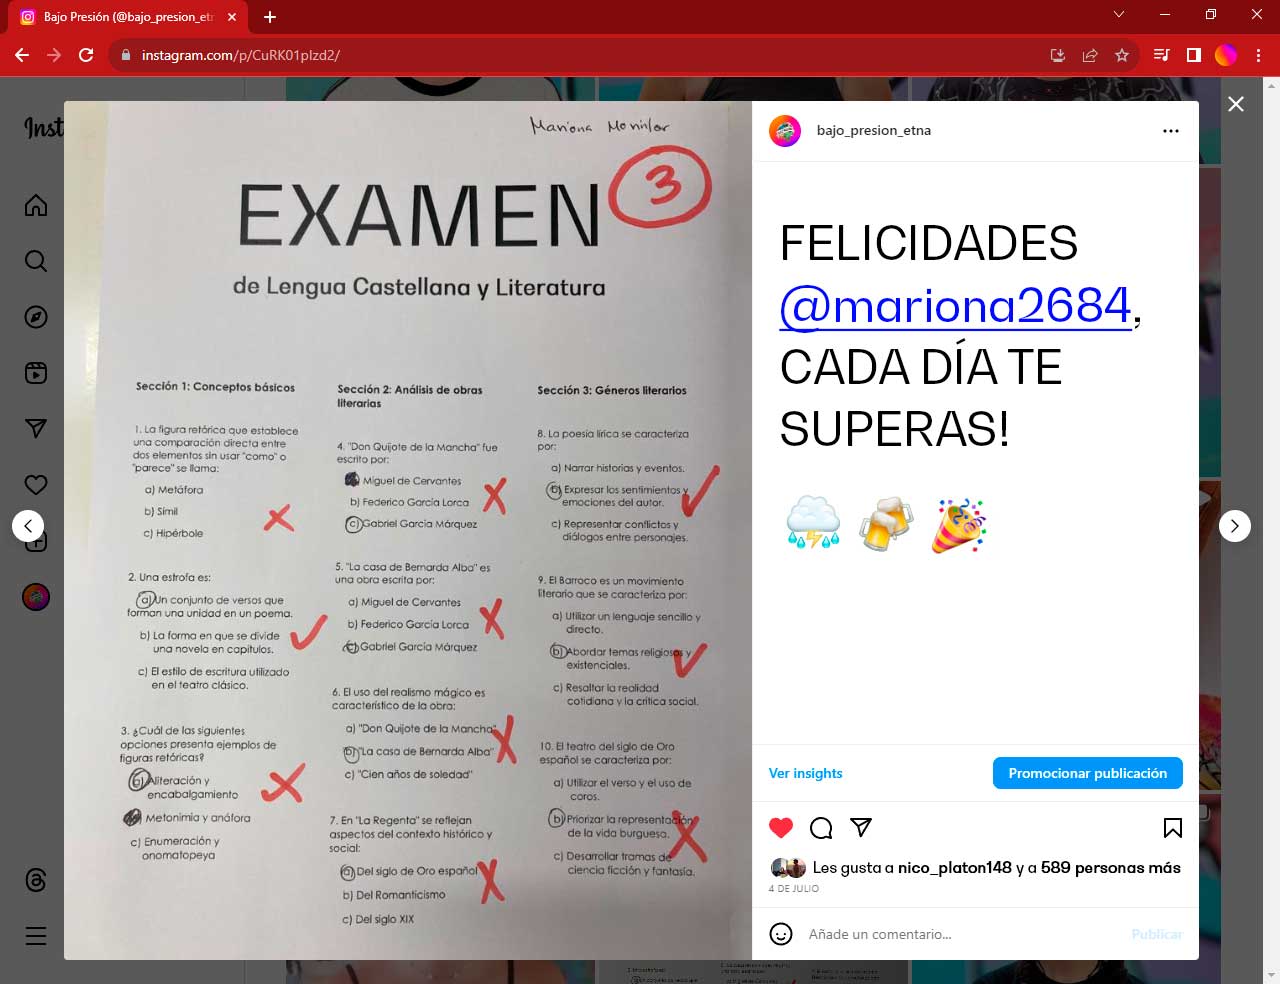 Bajo Presión (@bajo_presion_etn
instagram.com/p/CuRK01plzd2/
Inst
Mariona
3
EXAMEN
de Lengua Castellana y Literatura
Sección 1: Conceptos básicos
1. La figura retórica que establece
una comparación directa entre
dos elementos sin usar "como" o
"parece" se llama:
a) Metáfora
b) Símil
c) Hipérbole
2. Una estrofa es:
a) Un conjunto de versos que
forman una unidad en un poema.
b) La forma en que se divide
una novela en capítulos.
c) El estilo de escritura utilizado
en el teatro clásico.
3. ¿Cuál de las siguientes
opciones presenta ejemplos de
figuras retóricas?
a) Aliteración y
encabalgamiento
b) Metonimia y anáfora
c) Enumeración y
onomatopeya
Sección 2: Análisis de obras
literarias
4. "Don Quijote de la Mancha" fue
escrito por:
Miguel de Cervantes
b) Federico García Lorca
c) Gabriel García Márquez
5. "La casa de Bernarda Alba" es
una obra escrita por:
a) Miguel de Cervantes
b) Federico García Lorca
c) Gabriel García Márquez
6. El uso del realismo mágico es
característico de la obra:
a) "Don Quijote de la Mancha"
b) "La casa de Bernarda Alba"
c) "Cien años de soledad"
7. En "La Regenta" se reflejan
aspectos del contexto histórico y
social:
a) Del siglo de Oro español
b) Del Romanticismo
c) Del siglo XIX
Sección 3: Géneros literarios
8. La poesía lírica se caracteriza
por:
a) Narrar historias y eventos.
b) Expresar los sentimientos y
emociones del autor.
c) Representar conflictos y
diálogos entre personajes.
9. El Barroco es un movimiento
literario que se caracteriza por:
a) Utilizar un lenguaje sencillo y
directo.
b) Abordar temas religiosos y
existenciales.
c) Resaltar la realidad
cotidiana y la crítica social.
10. El teatro del siglo de Oro
español se caracteriza por:
a) Utilizar el verso y el uso de
coros.
b) Priorizar la representación
de la vida burguesa.
c) Desarrollar tramas de
ciencia ficción y fantasía.
bajo_presion_etna
FELICIDADES
@mariona2684,
CADA DÍA TE
SUPERAS!
Ver insights
Promocionar publicación
Les gusta a nico_platon148 y a 589 personas más
4 DE JULIO
Añade un comentario...
Publicar